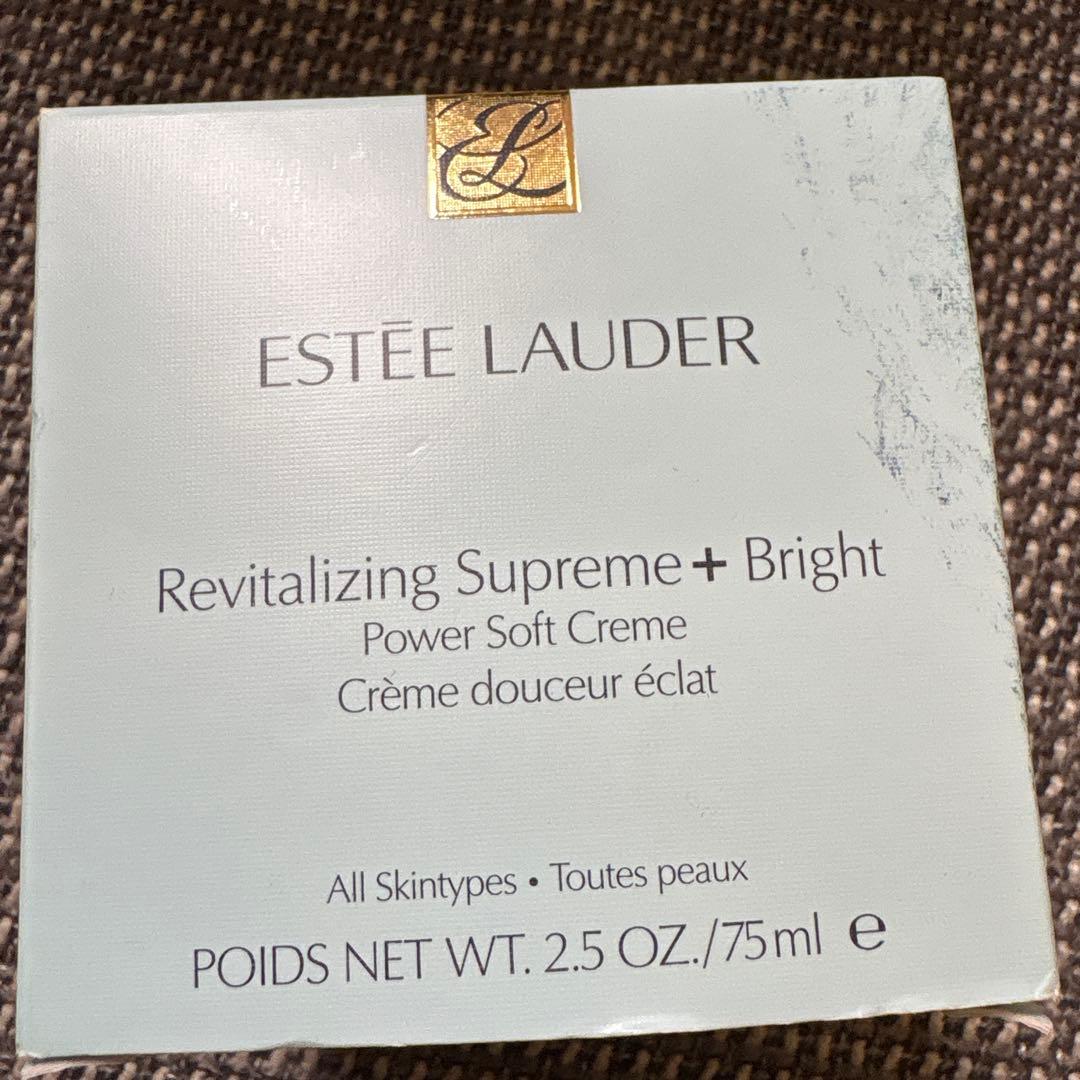 EL
ESTĒE LAUDER
Revitalizing Supreme+ Bright
Power Soft Creme
Crème douceur éclat
All Skintypes • Toutes peaux
POIDS NET WT. 2.5 OZ./75ml ℮